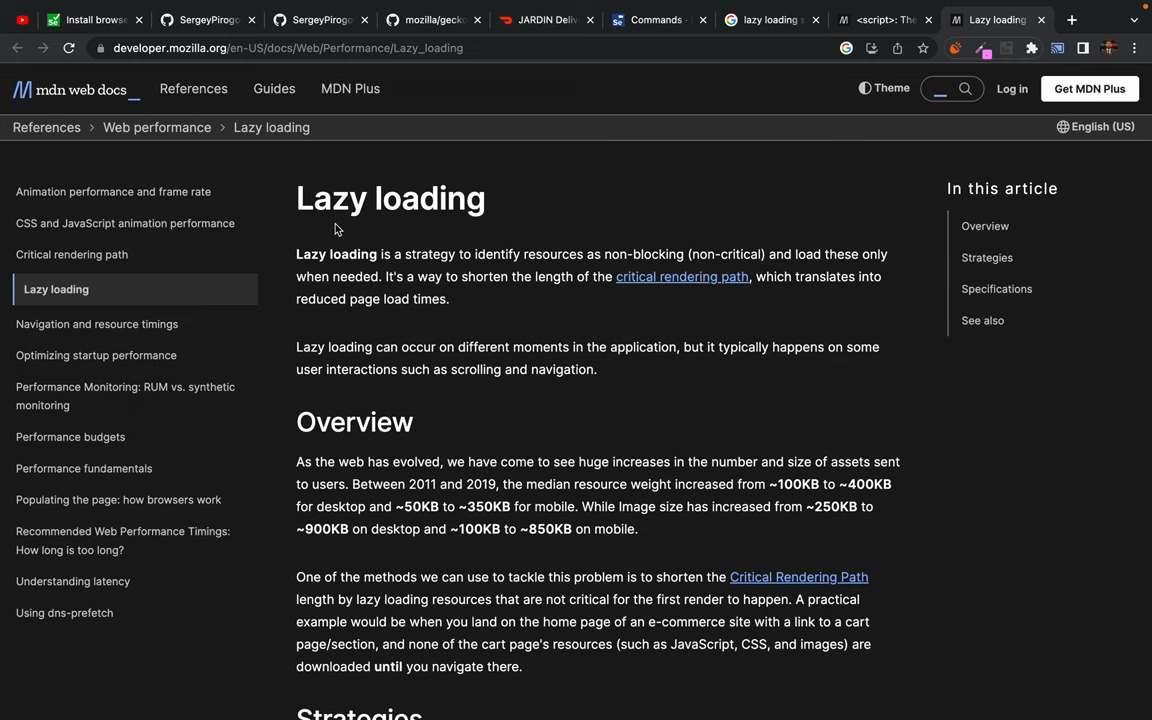 Install browse
SergeyPirogo
SergeyPirogo
mozilla/gecko
JARDIN Deliv
Commands -
lazy loading s
<script>: The
Lazy loading
developer.mozilla.org/en-US/docs/Web/Performance/Lazy_loading
mdn web docs_
References
Guides
MDN Plus
Theme
Log in
Get MDN Plus
References > Web performance > Lazy loading
English (US)
Animation performance and frame rate
CSS and JavaScript animation performance
Critical rendering path
Lazy loading
Navigation and resource timings
Optimizing startup performance
Performance Monitoring: RUM vs. synthetic
monitoring
Performance budgets
Performance fundamentals
Populating the page: how browsers work
Recommended Web Performance Timings:
How long is too long?
Understanding latency
Using dns-prefetch
Lazy loading
Lazy loading is a strategy to identify resources as non-blocking (non-critical) and load these only
when needed. It's a way to shorten the length of the critical rendering path, which translates into
reduced page load times.
Lazy loading can occur on different moments in the application, but it typically happens on some
user interactions such as scrolling and navigation.
Overview
As the web has evolved, we have come to see huge increases in the number and size of assets sent
to users. Between 2011 and 2019, the median resource weight increased from ~100KB to ~400KB
for desktop and ~50KB to ~350KB for mobile. While Image size has increased from ~250KB to
~900KB on desktop and ~100KB to ~850KB on mobile.
One of the methods we can use to tackle this problem is to shorten the Critical Rendering Path
length by lazy loading resources that are not critical for the first render to happen. A practical
example would be when you land on the home page of an e-commerce site with a link to a cart
page/section, and none of the cart page's resources (such as JavaScript, CSS, and images) are
downloaded until you navigate there.
Strategies
In this article
Overview
Strategies
Specifications
See also